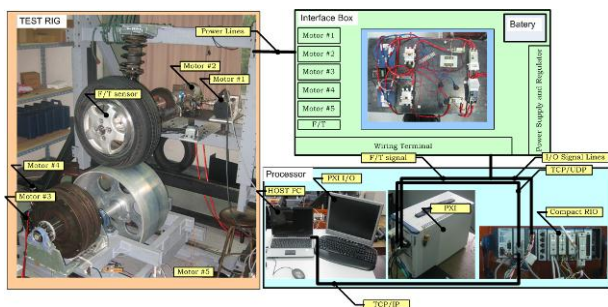 TEST RIG
Power Lines
Motor #2
Motor #1
F/T sensor
Motor #4
Motor #3
Motor #5
Interface Box
Batery
Motor #1
Motor #2
Motor #3
Motor #4
Motor #5
F/T
Power Supply and Regulator
Wiring Terminal
F/T signal
I/O Signal Lines
TCP/UDP
Processor
PXI I/O
HOST PC
PXI
Compact RIO
TCP/IP